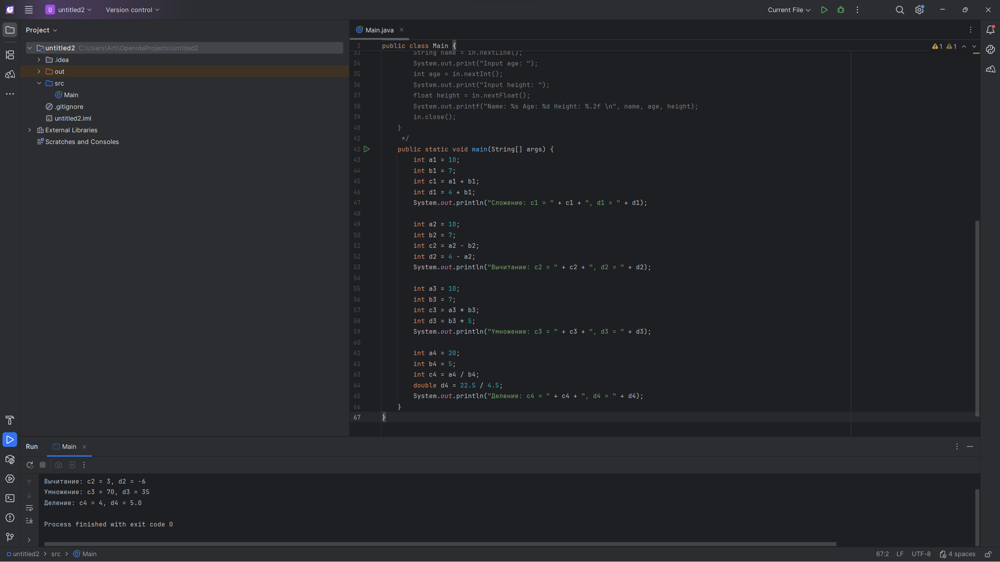 U untitled2 Version control Current File
Project
untitled2 C:\Users\Arti\OpenideProjects\untitled2
.idea
out
src
Main
.gitignore
untitled2.iml
External Libraries
Scratches and Consoles
Main.java
2 public class Main {
1 1
33 String name = in.nextLine();
34 System.out.print("Input age: ");
35 int age = in.nextInt();
36 System.out.print("Input height: ");
37 float height = in.nextFloat();
38 System.out.printf("Name: %s Age: %d Height: %.2f \n", name, age, height);
39 in.close();
40 }
41 */
42 public static void main(String[] args) {
43 int a1 = 10;
44 int b1 = 7;
45 int c1 = a1 + b1;
46 int d1 = 4 + b1;
47 System.out.println("Сложение: c1 = " + c1 + ", d1 = " + d1);
48
49 int a2 = 10;
50 int b2 = 7;
51 int c2 = a2 - b2;
52 int d2 = 4 - a2;
53 System.out.println("Вычитание: c2 = " + c2 + ", d2 = " + d2);
54
55 int a3 = 10;
56 int b3 = 7;
57 int c3 = a3 * b3;
58 int d3 = b3 * 5;
59 System.out.println("Умножение: c3 = " + c3 + ", d3 = " + d3);
60
61 int a4 = 20;
62 int b4 = 5;
63 int c4 = a4 / b4;
64 double d4 = 22.5 / 4.5;
65 System.out.println("Деление: c4 = " + c4 + ", d4 = " + d4);
66 }
67 }
Run Main
Вычитание: c2 = 3, d2 = -6
Умножение: c3 = 70, d3 = 35
Деление: c4 = 4, d4 = 5.0
Process finished with exit code 0
untitled2 > src > Main
67:2 LF UTF-8 4 spaces